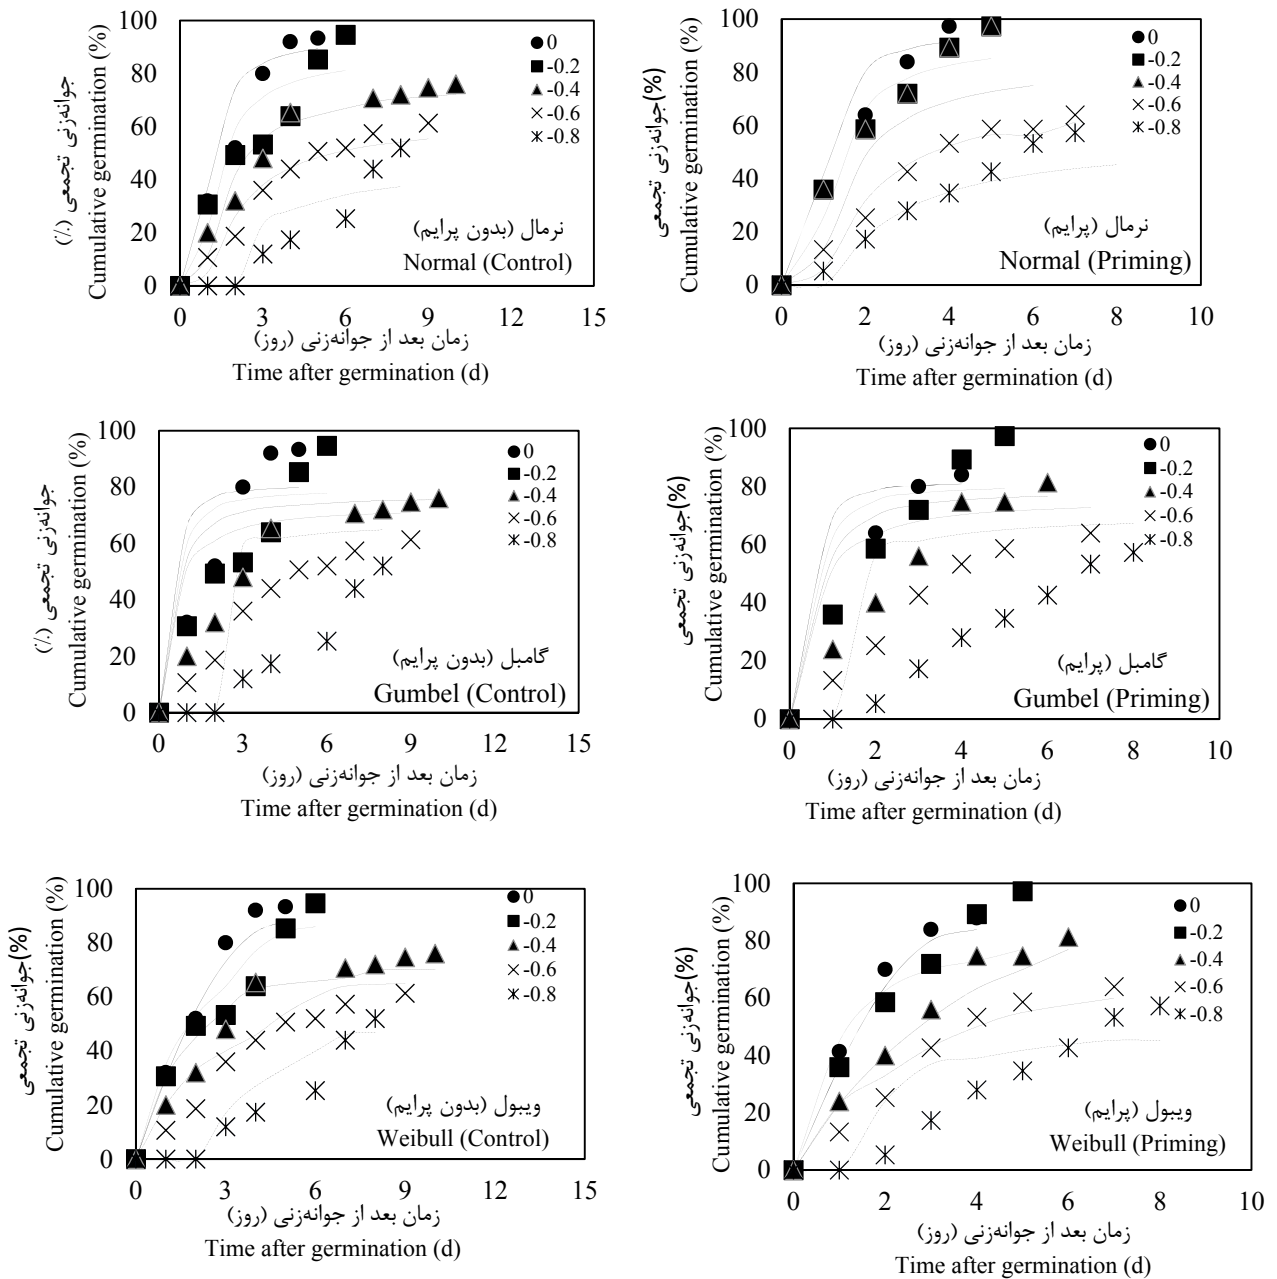 جوانه‌زنی تجمعی (٪)
Cumulative germination (%)
100
80
60
40
20
0
0
3
6
9
12
15
0
-0.2
-0.4
-0.6
-0.8
نرمال (بدون پرایم)
Normal (Control)
زمان بعد از جوانه‌زنی (روز)
Time after germination (d)
جوانه‌زنی تجمعی (%)
Cumulative germination (%)
100
80
60
40
20
0
0
2
4
6
8
10
0
-0.2
-0.4
-0.6
-0.8
نرمال (پرایم)
Normal (Priming)
زمان بعد از جوانه‌زنی (روز)
Time after germination (d)
جوانه‌زنی تجمعی (٪)
Cumulative germination (%)
100
80
60
40
20
0
0
3
6
9
12
15
0
-0.2
-0.4
-0.6
-0.8
گامبل (بدون پرایم)
Gumbel (Control)
زمان بعد از جوانه‌زنی (روز)
Time after germination (d)
جوانه‌زنی تجمعی (%)
Cumulative germination (%)
100
80
60
40
20
0
0
2
4
6
8
10
0
-0.2
-0.4
-0.6
-0.8
گامبل (پرایم)
Gumbel (Priming)
زمان بعد از جوانه‌زنی (روز)
Time after germination (d)
جوانه‌زنی تجمعی (%)
Cumulative germination (%)
100
80
60
40
20
0
0
3
6
9
12
15
0
-0.2
-0.4
-0.6
-0.8
ویبول (بدون پرایم)
Weibull (Control)
زمان بعد از جوانه‌زنی (روز)
Time after germination (d)
جوانه‌زنی تجمعی (%)
Cumulative germination (%)
100
80
60
40
20
0
0
2
4
6
8
10
0
-0.2
-0.4
-0.6
-0.8
ویبول (پرایم)
Weibull (Priming)
زمان بعد از جوانه‌زنی (روز)
Time after germination (d)